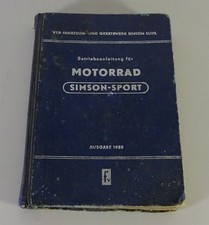 VEB FAHRZEUG- UND GERÄTEWERK SIMSON SUHL
Betriebsanleitung für
MOTORRAD
SIMSON-SPORT
AUSGABE